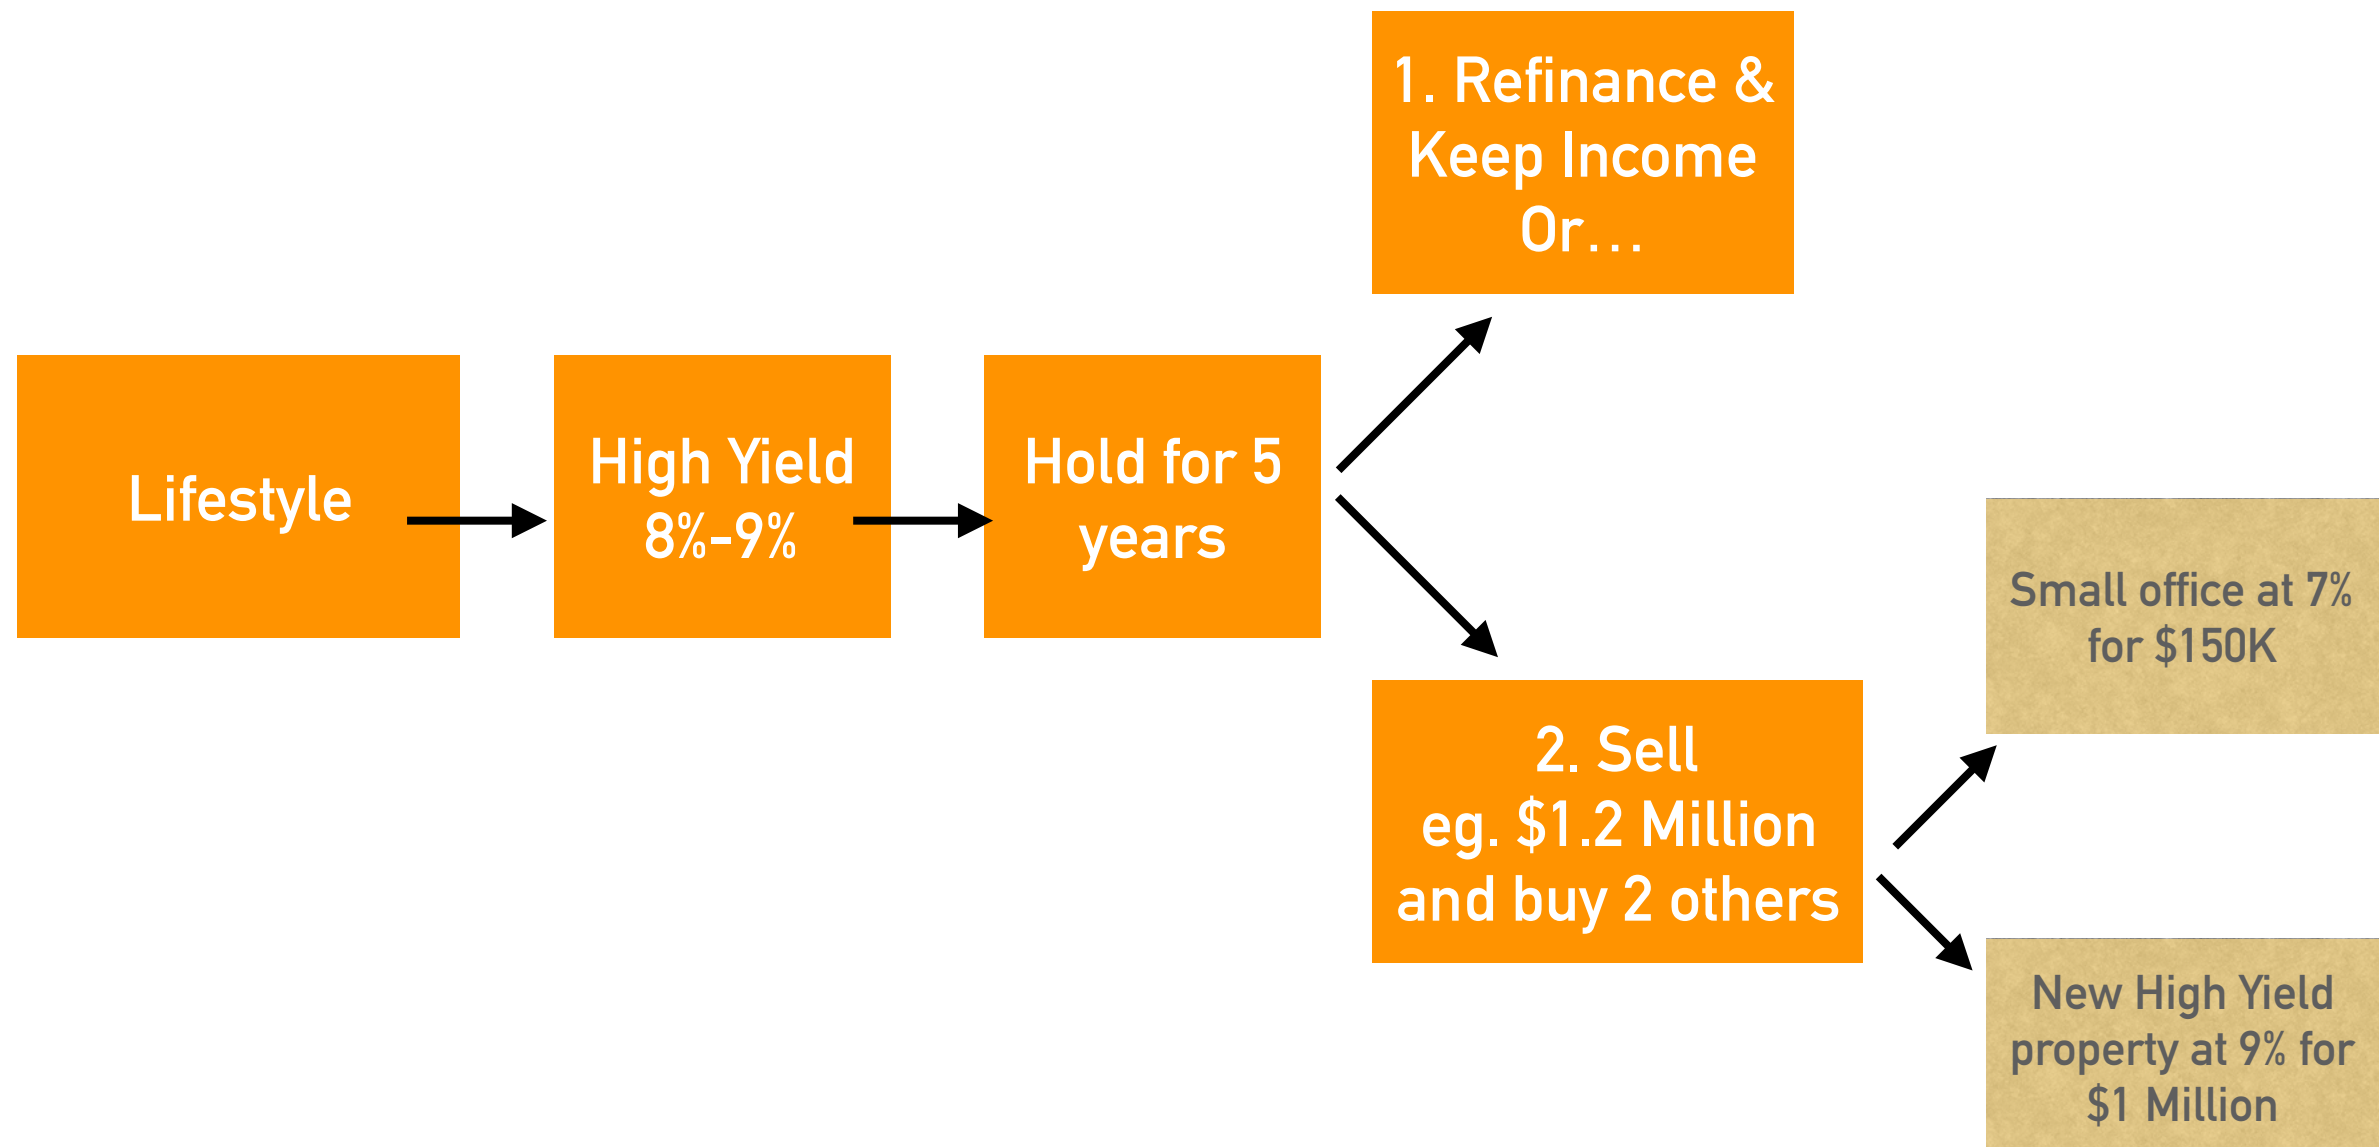 1. Refinance &
Keep Income
Or...
Lifestyle
High Yield
8%-9%
Hold for 5
years
2. Sell
eg. $1.2 Million
and buy 2 others
Small office at 7%
for $150K
New High Yield
property at 9% for
$1 Million